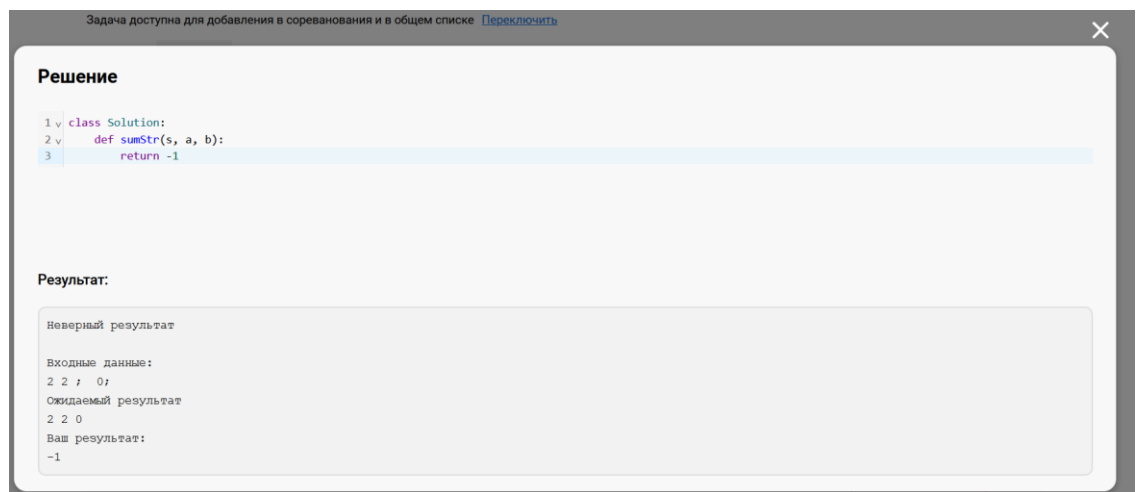 Задача доступна для добавления в сореванования и в общем списке Переключить
Решение
1 class Solution:
2 def sumStr(s, a, b):
3 return -1
Результат:
Неверный результат
Входные данные:
2 2 ; 0;
Ожидаемый результат
2 2 0
Ваш результат:
-1